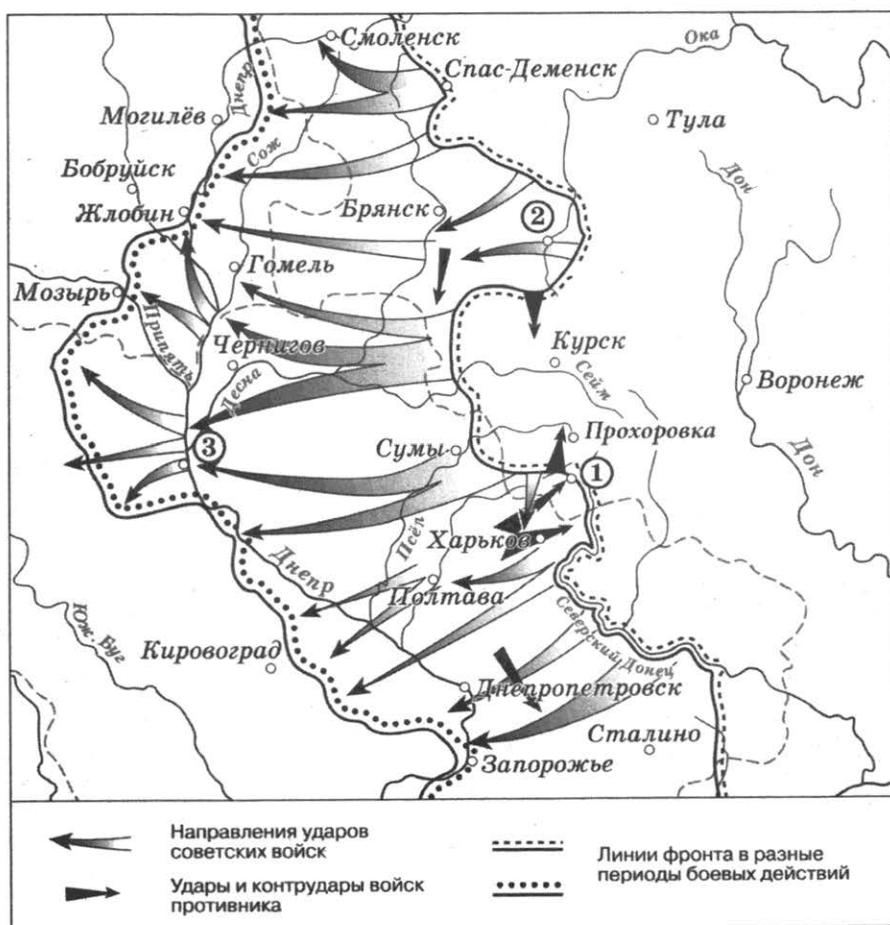 Смоленск
Ока
Спас-Деменск
Днепр
Могилёв
Тула
Сож
Дон
Бобруйск
Жлобин
Брянск
2
Гомель
Мозырь
Припять
Чернигов
Курск
Десна
Сейм
Воронеж
3
Сумы
Прохоровка
Дон
1
Харьков
Псёл
Днепр
Полтава
Северский Донец
Юж. Буг
Кировоград
Днепропетровск
Сталино
Запорожье
Направления ударов
советских войск
Удары и контрудары войск
противника
Линии фронта в разные
периоды боевых действий